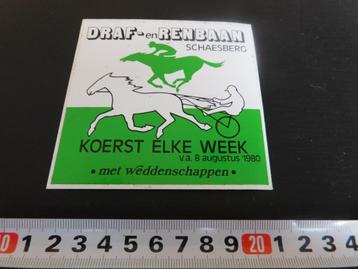 DRAF- en RENBAAN
SCHAESBERG
KOERST ELKE WEEK
v.a. 8 augustus 1980
• met weddenschappen •
10 1 2 3 4 5 6 7 8 9 20 1 2 3 4